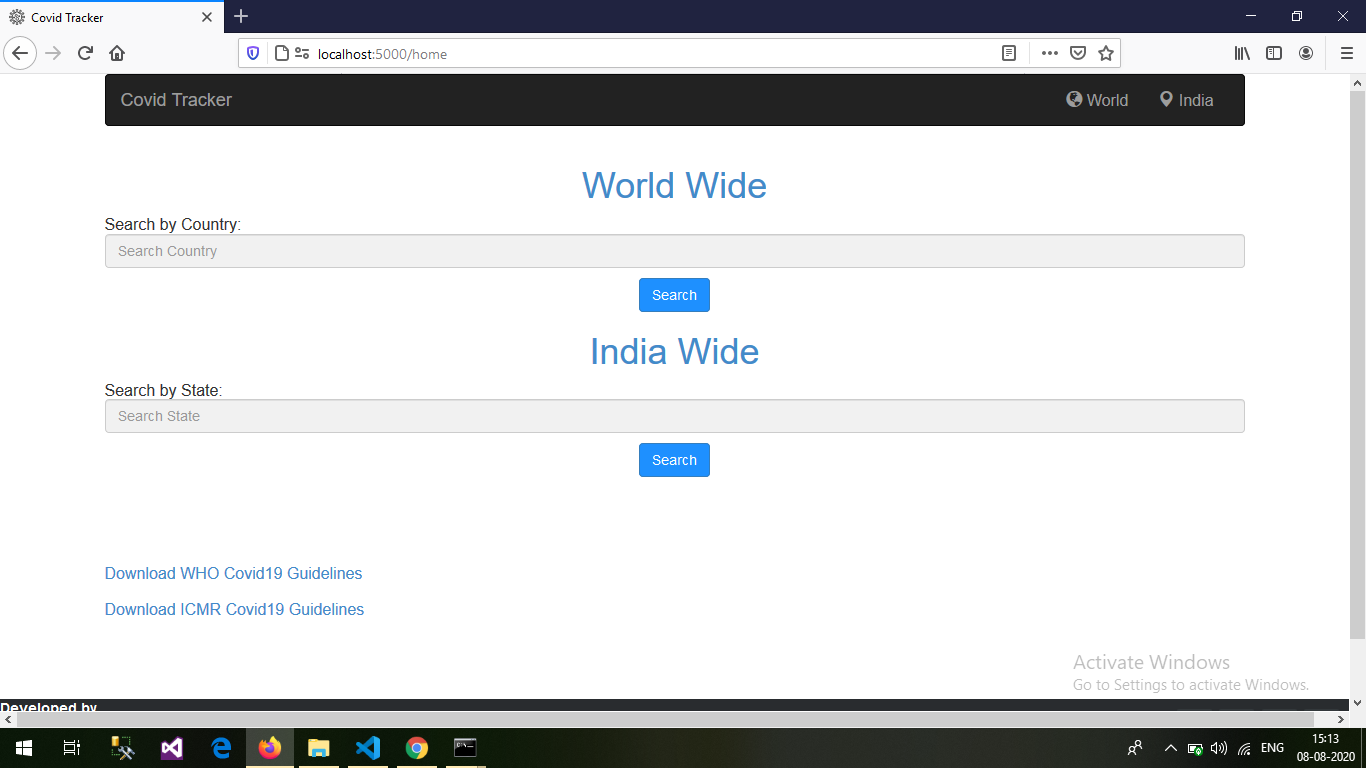 Covid Tracker
localhost:5000/home
Covid Tracker
World
India
World Wide
Search by Country:
Search Country
Search
India Wide
Search by State:
Search State
Search
Download WHO Covid19 Guidelines
Download ICMR Covid19 Guidelines
Activate Windows
Go to Settings to activate Windows.
Developed by
ENG
15:13
08-08-2020